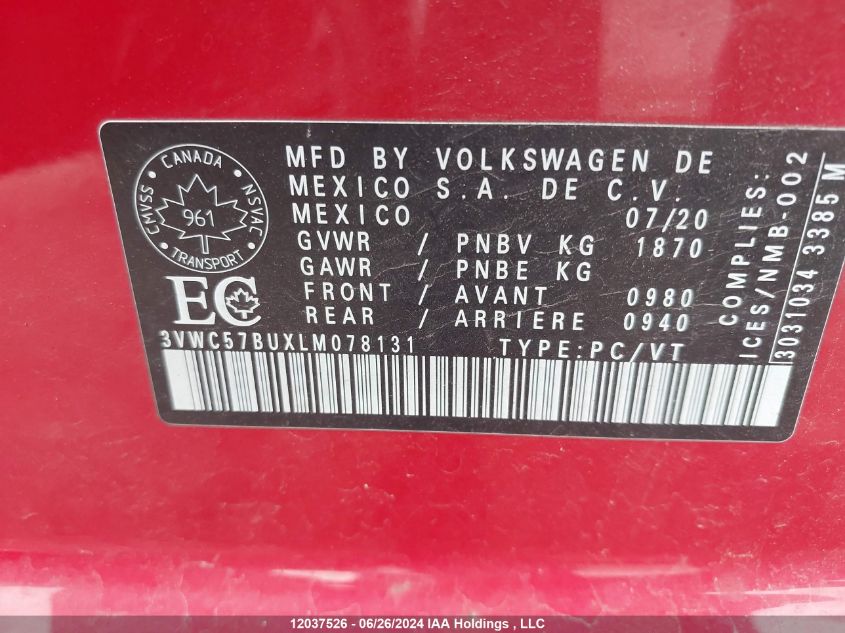 CANADA
CMVSS
NSVAC
961
TRANSPORT
EC
MFD BY VOLKSWAGEN DE
MEXICO S.A. DE C.V.
MEXICO 07/20
GVWR / PNBV KG 1870
GAWR / PNBE KG
FRONT / AVANT 0980
REAR / ARRIERE 0940
3VWC57BUXLM078131 TYPE:PC/VT
COMPLIES:
ICES/NMB-002
3031034 3385 M
12037526 - 06/26/2024 IAA Holdings , LLC